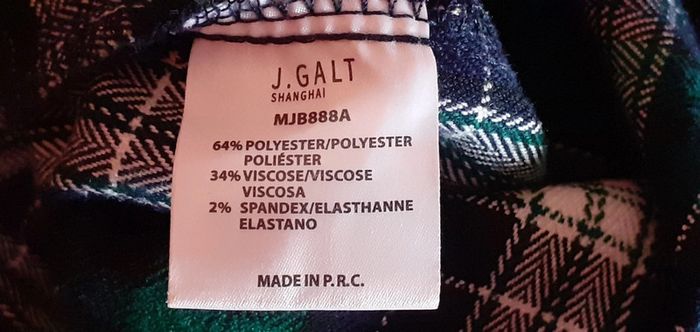 J.GALT
SHANGHAI
MJB888A
64% POLYESTER/POLYESTER
POLIÉSTER
34% VISCOSE/VISCOSE
VISCOSA
2% SPANDEX/ELASTHANNE
ELASTANO
MADE IN P.R.C.